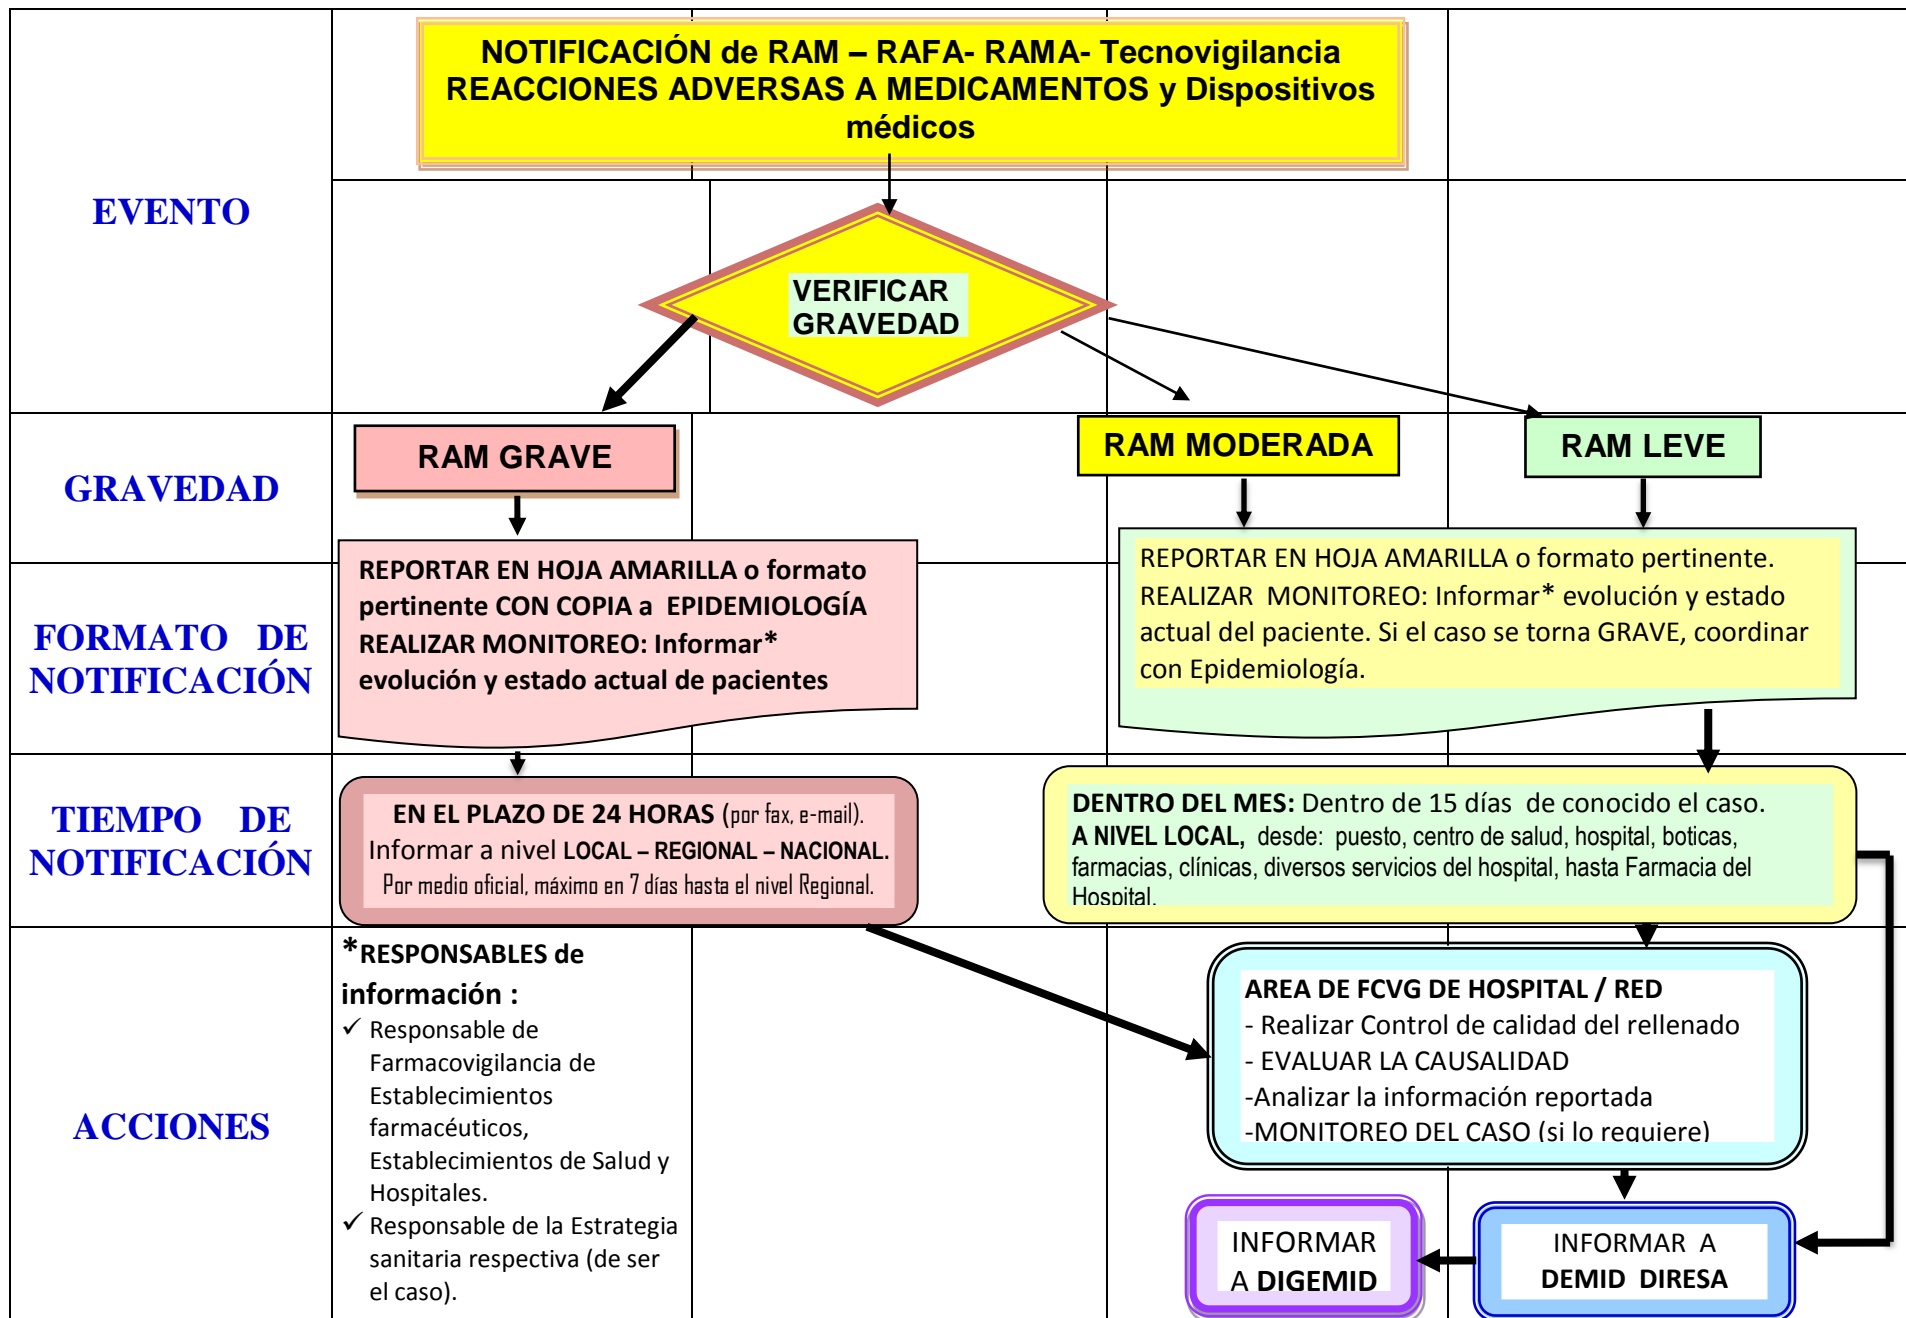 NOTIFICACIÓN de RAM – RAFA- RAMA- Tecnovigilancia
REACCIONES ADVERSAS A MEDICAMENTOS y Dispositivos
médicos
EVENTO
VERIFICAR
GRAVEDAD
GRAVEDAD
RAM GRAVE
RAM MODERADA
RAM LEVE
FORMATO DE
NOTIFICACIÓN
REPORTAR EN HOJA AMARILLA o formato
pertinente CON COPIA a EPIDEMIOLOGÍA
REALIZAR MONITOREO: Informar*
evolución y estado actual de pacientes
REPORTAR EN HOJA AMARILLA o formato pertinente.
REALIZAR MONITOREO: Informar* evolución y estado
actual del paciente. Si el caso se torna GRAVE, coordinar
con Epidemiología.
TIEMPO DE
NOTIFICACIÓN
EN EL PLAZO DE 24 HORAS (por fax, e-mail).
Informar a nivel LOCAL – REGIONAL – NACIONAL.
Por medio oficial, máximo en 7 días hasta el nivel Regional.
DENTRO DEL MES: Dentro de 15 días de conocido el caso.
A NIVEL LOCAL, desde: puesto, centro de salud, hospital, boticas,
farmacias, clínicas, diversos servicios del hospital, hasta Farmacia del
Hospital.
ACCIONES
*RESPONSABLES de
información :
✓ Responsable de
Farmacovigilancia de
Establecimientos
farmacéuticos,
Establecimientos de Salud y
Hospitales.
✓ Responsable de la Estrategia
sanitaria respectiva (de ser
el caso).
AREA DE FCVG DE HOSPITAL / RED
- Realizar Control de calidad del rellenado
- EVALUAR LA CAUSALIDAD
-Analizar la información reportada
-MONITOREO DEL CASO (si lo requiere)
INFORMAR
A DIGEMID
INFORMAR A
DEMID DIRESA